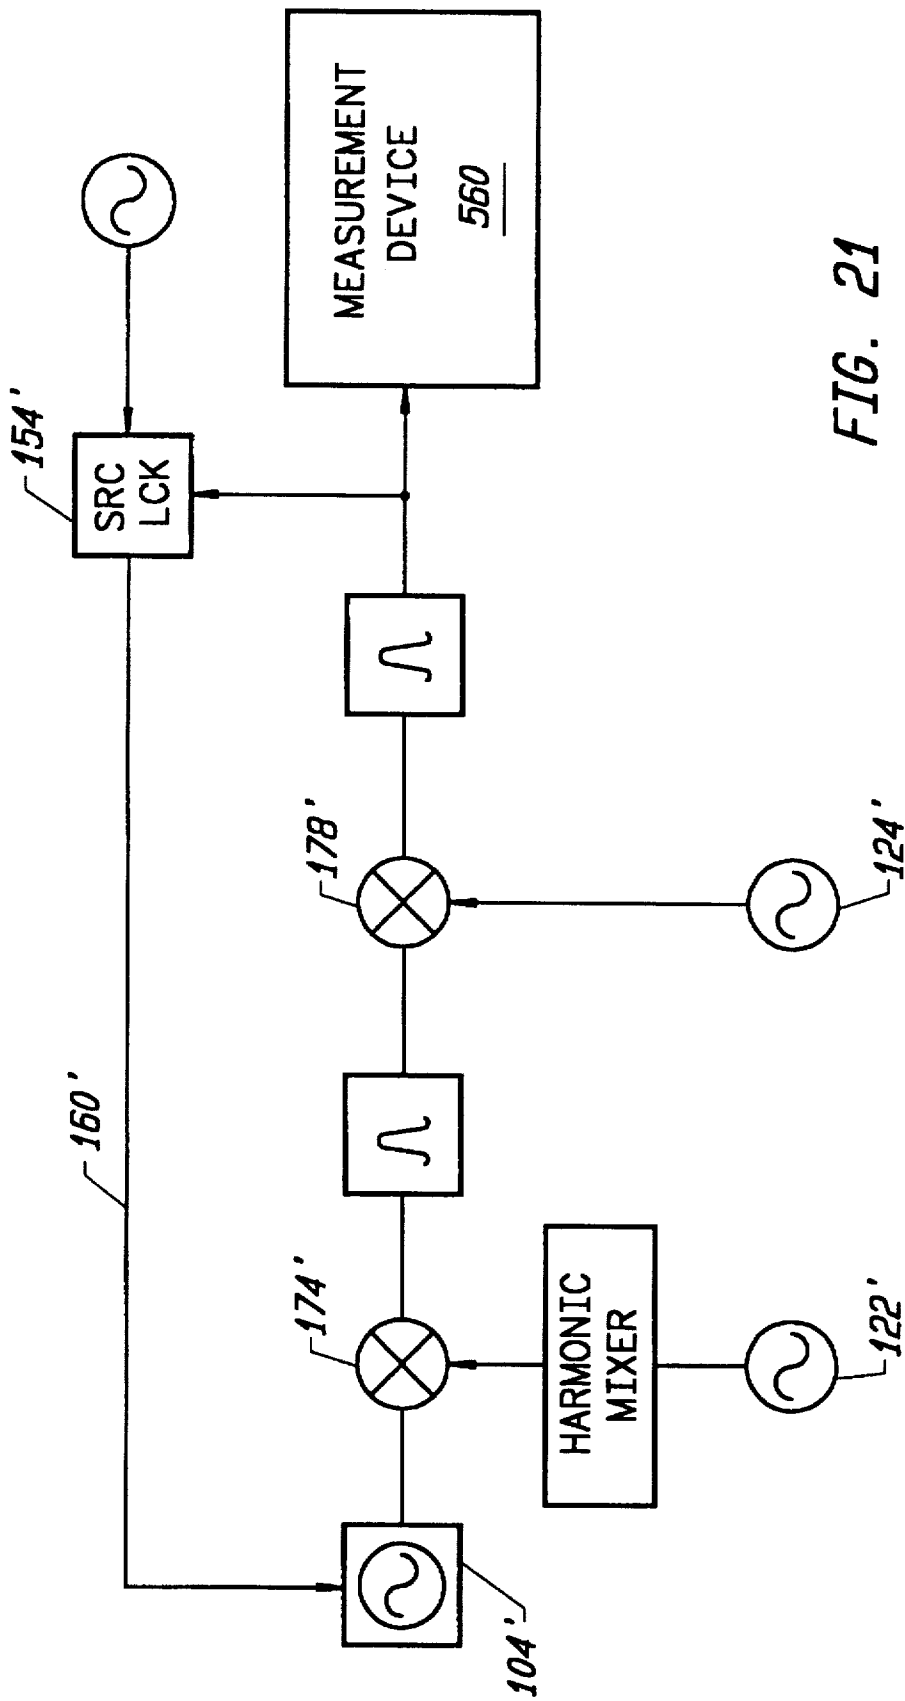 154'
SRC
LCK
160'
MEASUREMENT
DEVICE
560
178'
174'
104'
HARMONIC
MIXER
122'
124'
FIG. 21